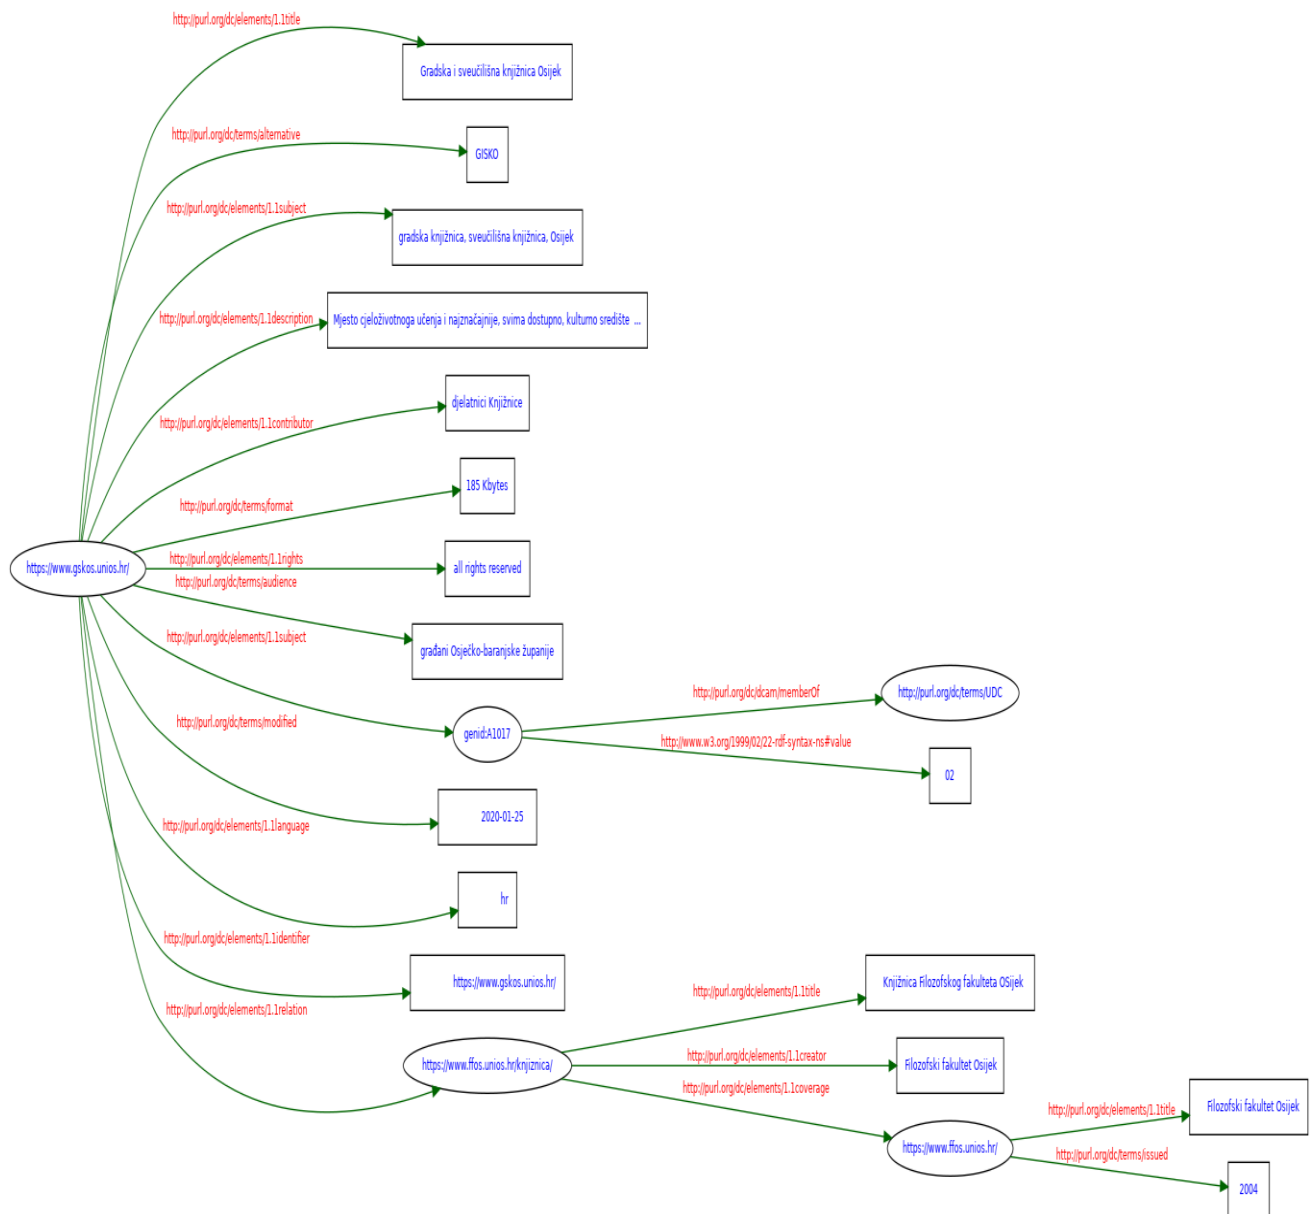 http://purl.org/dc/elements/1.1title
Gradska i sveučilišna knjižnica Osijek
http://purl.org/dc/terms/alternative
GISKO
http://purl.org/dc/elements/1.1subject
gradska knjižnica, sveučilišna knjižnica, Osijek
http://purl.org/dc/elements/1.1description
Mjesto cjeloživotnoga učenja i najznačajnije, svima dostupno, kulturno središte ...
djelatnici Knjižnice
http://purl.org/dc/elements/1.1contributor
185 Kbytes
http://purl.org/dc/terms/format
http://purl.org/dc/elements/1.1rights
https://www.gskos.unios.hr/
all rights reserved
http://purl.org/dc/terms/audience
http://purl.org/dc/elements/1.1subject
građani Osječko-baranjske županije
http://purl.org/dc/dcam/memberOf
http://purl.org/dc/terms/UDC
http://purl.org/dc/terms/modified
genid:A1017
http://www.w3.org/1999/02/22-rdf-syntax-ns#value
02
2020-01-25
http://purl.org/dc/elements/1.1language
hr
http://purl.org/dc/elements/1.1identifier
https://www.gskos.unios.hr/
http://purl.org/dc/elements/1.1title
Knjižnica Filozofskog fakulteta OSijek
http://purl.org/dc/elements/1.1relation
http://purl.org/dc/elements/1.1creator
https://www.ffos.unios.hr/knjiznica/
Filozofski fakultet Osijek
http://purl.org/dc/elements/1.1coverage
http://purl.org/dc/elements/1.1title
Filozofski fakultet Osijek
https://www.ffos.unios.hr/
http://purl.org/dc/terms/issued
2004